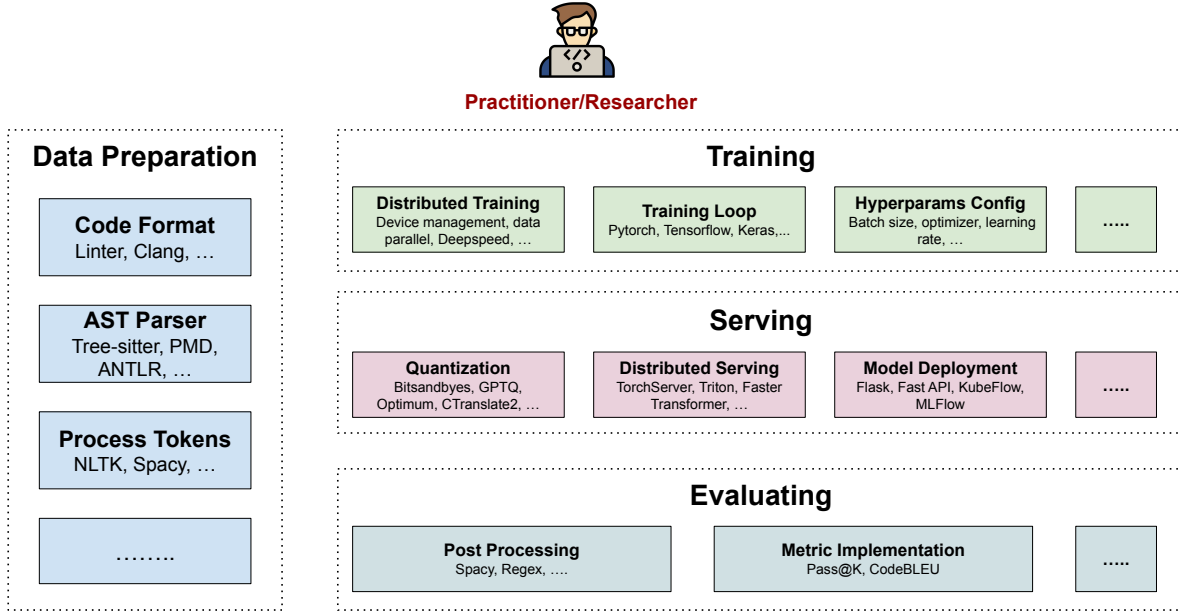 </>
Practitioner/Researcher
Data Preparation
Code Format
Linter, Clang, …
AST Parser
Tree-sitter, PMD,
ANTLR, …
Process Tokens
NLTK, Spacy, …
……..
Training
Distributed Training
Device management, data
parallel, Deepspeed, …
Training Loop
Pytorch, Tensorflow, Keras,...
Hyperparams Config
Batch size, optimizer, learning
rate, …
…..
Serving
Quantization
Bitsandbyes, GPTQ,
Optimum, CTranslate2, …
Distributed Serving
TorchServer, Triton, Faster
Transformer, …
Model Deployment
Flask, Fast API, KubeFlow,
MLFlow
…..
Evaluating
Post Processing
Spacy, Regex, ….
Metric Implementation
Pass@K, CodeBLEU
…..